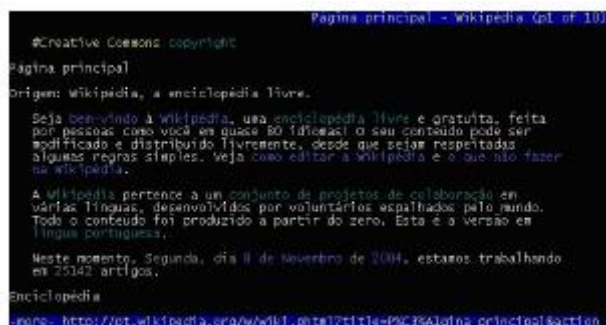 Página principal - Wikipédia (p1 of 10)
#Creative Commons copyright
Página principal
Origem: Wikipédia, a enciclopédia livre.
Seja bem-vindo à Wikipédia, uma enciclopédia livre e gratuita, feita
por pessoas como você em quase 80 idiomas! O seu conteúdo pode ser
modificado e distribuído livremente, desde que sejam respeitadas
algumas regras simples. Veja como editar a Wikipédia e o que não fazer
na Wikipédia.
A Wikipédia pertence a um conjunto de projetos de colaboração em
várias línguas, desenvolvidos por voluntários espalhados pelo mundo.
Todo o conteúdo foi produzido a partir do zero. Esta é a versão em
língua portuguesa.
Neste momento, Segunda, dia 8 de Novembro de 2004, estamos trabalhando
em 25142 artigos.
Enciclopédia
-more- http://pt.wikipedia.org/w/wiki.phtml?title=P%C3%A1gina_principal&action